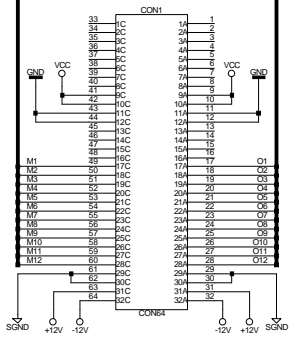 CON1
33 1C 1A 1
34 2C 2A 2
35 3C 3A 3
36 4C 4A 4
37 5C 5A 5
38 6C 6A 6
39 7C 7A 7
40 8C 8A 8
41 9C 9A 9
42 10C 10A 10
43 11C 11A 11
44 12C 12A 12
45 13C 13A 13
46 14C 14A 14
47 15C 15A 15
48 16C 16A 16
M1 49 17C 17A 17 O1
M2 50 18C 18A 18 O2
M3 51 19C 19A 19 O3
M4 52 20C 20A 20 O4
M5 53 21C 21A 21 O5
M6 54 22C 22A 22 O6
M7 55 23C 23A 23 O7
M8 56 24C 24A 24 O8
M9 57 25C 25A 25 O9
M10 58 26C 26A 26 O10
M11 59 27C 27A 27 O11
M12 60 28C 28A 28 O12
61 29C 29A 29
62 30C 30A 30
63 31C 31A 31
64 32C 32A 32
CON64
GND VCC VCC GND
SGND +12V -12V -12V +12V SGND